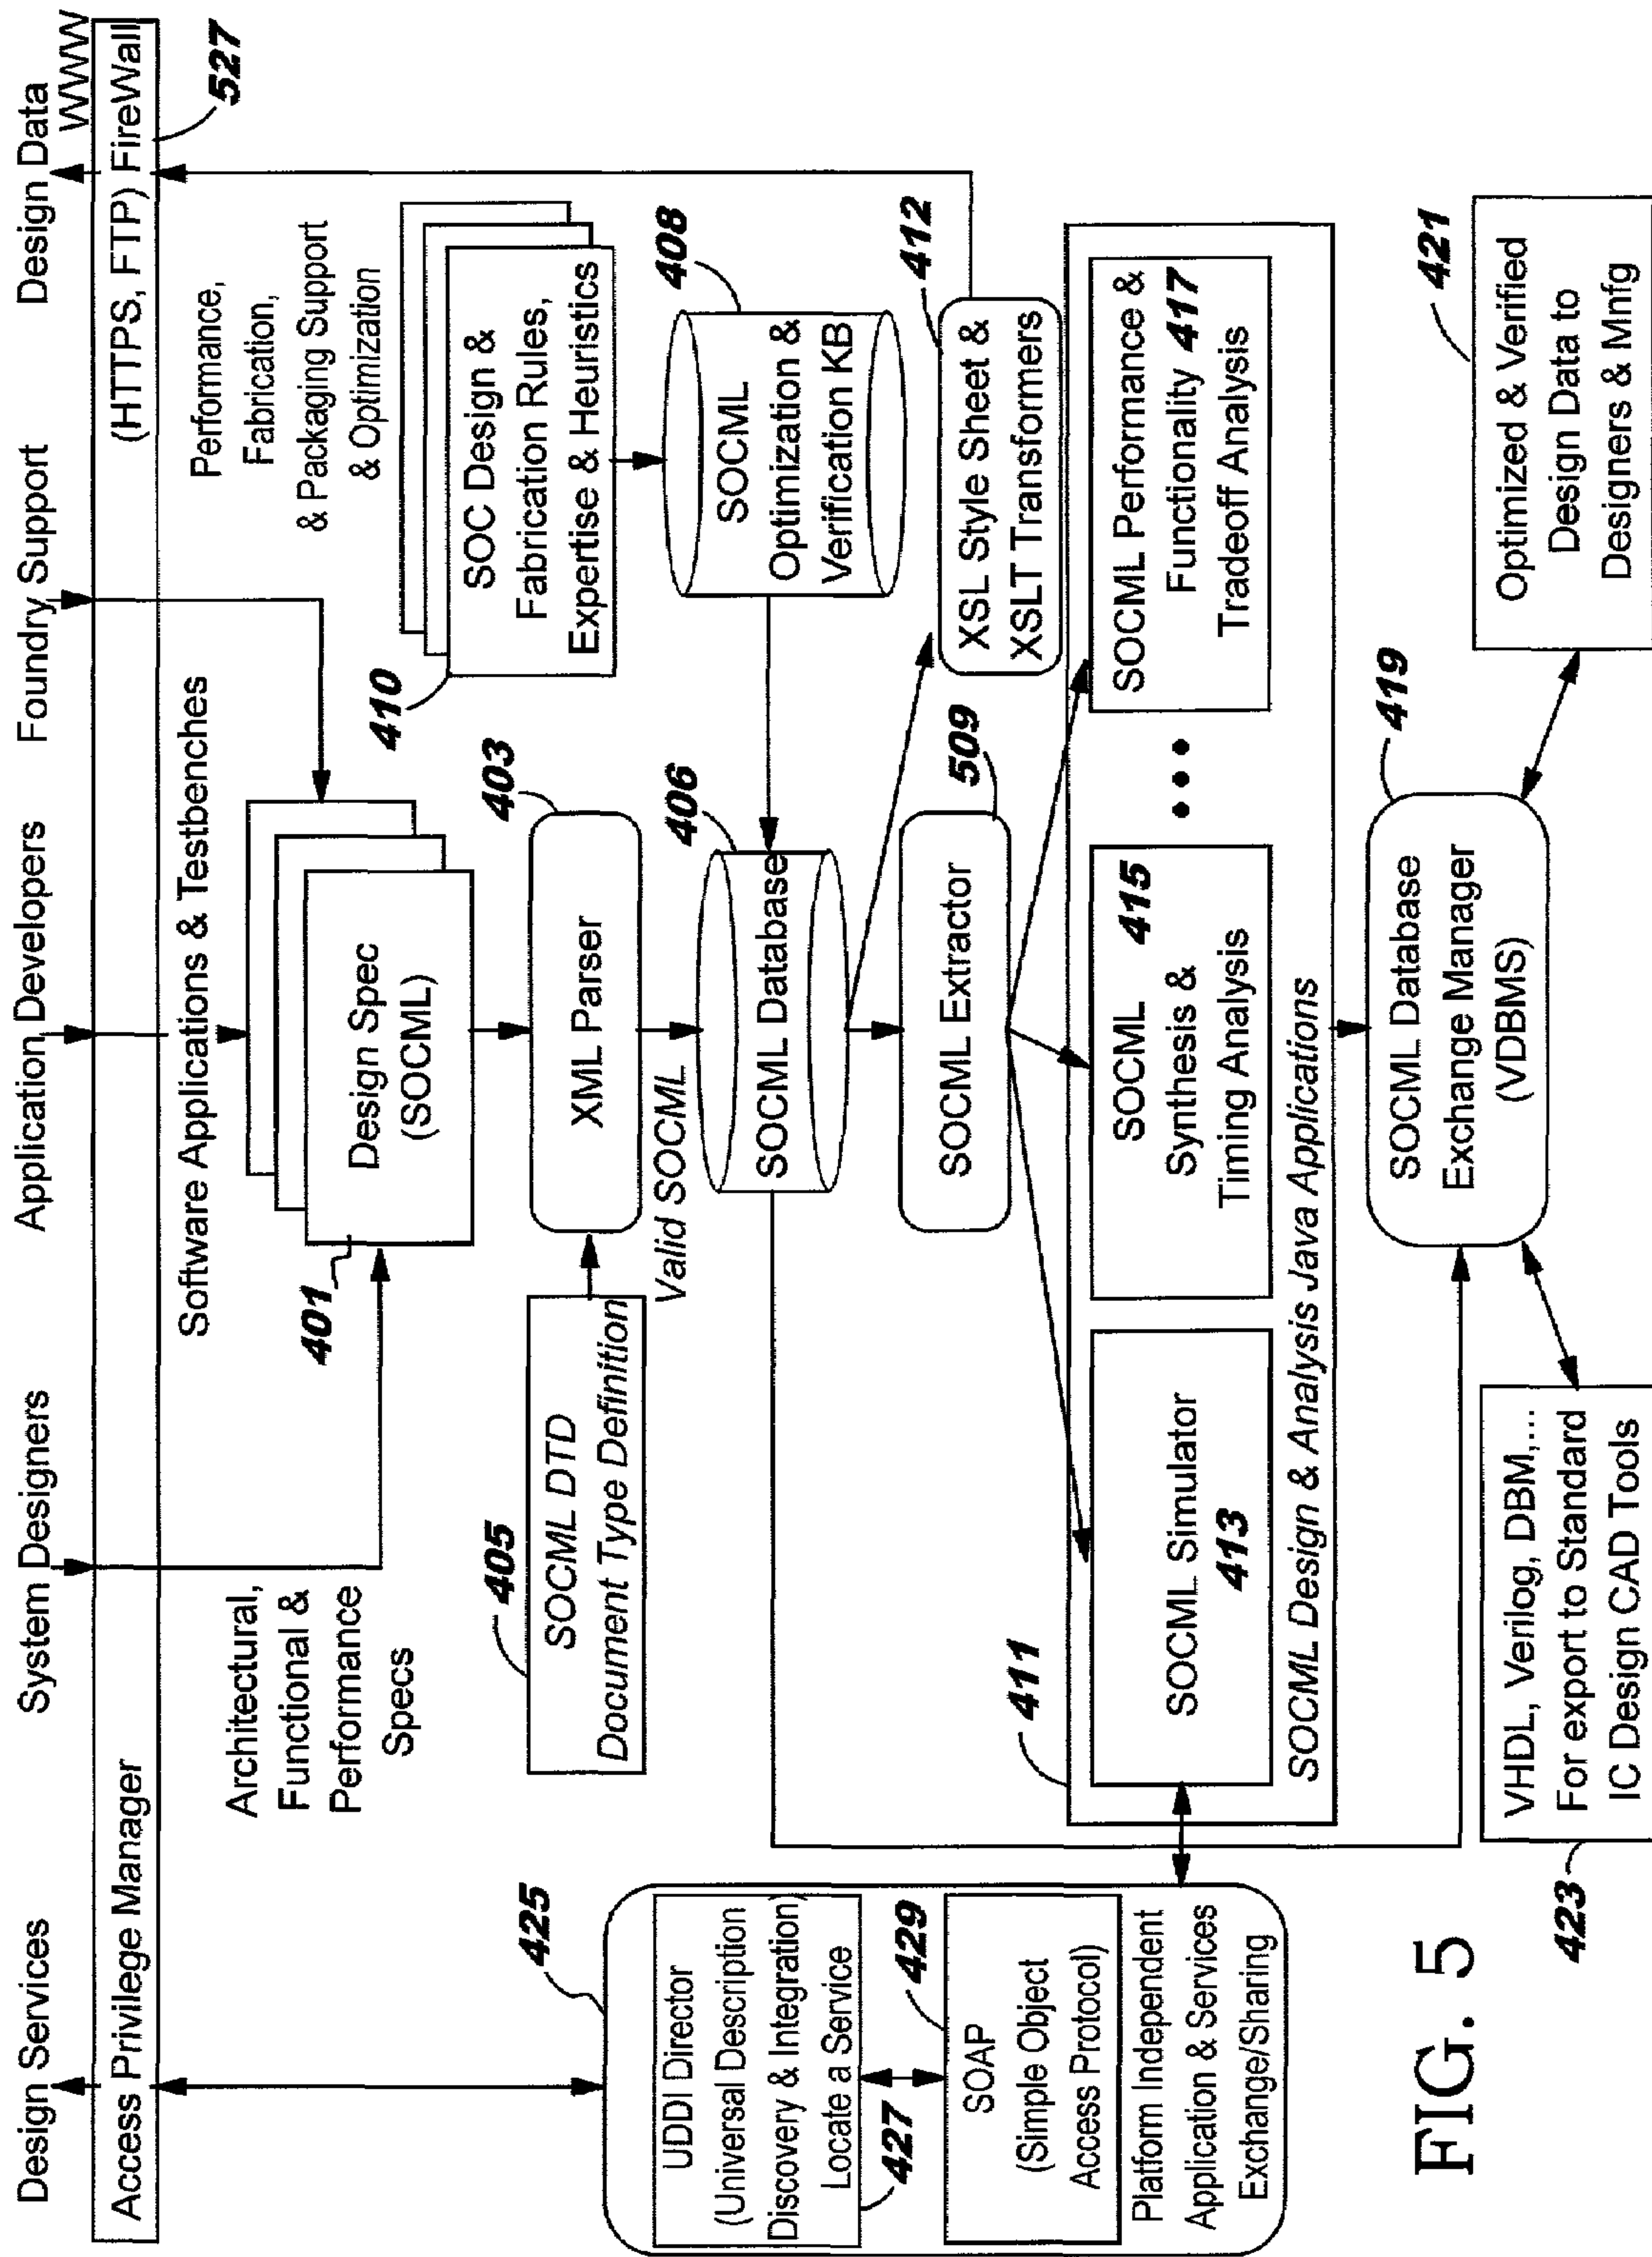 Design Services
System Designers
Application Developers
Foundry Support
Design Data
WWW
Access Privilege Manager
(HTTPS, FTP) FireWall
527
Software Applications & Testbenches
Architectural,
Functional &
Performance
Specs
401
Design Spec
(SOCML)
Performance,
Fabrication,
& Packaging Support
& Optimization
410
SOC Design &
Fabrication Rules,
Expertise & Heuristics
405
SOCML DTD
Document Type Definition
403
XML Parser
Valid SOCML
406
SOCML Database
408
SOCML
Optimization &
Verification KB
425
UDDI Director
(Universal Description
Discovery & Integration)
Locate a Service
427
429
SOAP
(Simple Object
Access Protocol)
Platform Independent
Application & Services
Exchange/Sharing
509
SOCML Extractor
412
XSL Style Sheet &
XSLT Transformers
411
SOCML Simulator
413
SOCML 415
Synthesis &
Timing Analysis
SOCML Performance &
Functionality 417
Tradeoff Analysis
SOCML Design & Analysis Java Applications
419
SOCML Database
Exchange Manager
(VDBMS)
423
VHDL, Verilog, DBM,...
For export to Standard
IC Design CAD Tools
421
Optimized & Verified
Design Data to
Designers & Mnfg
FIG. 5